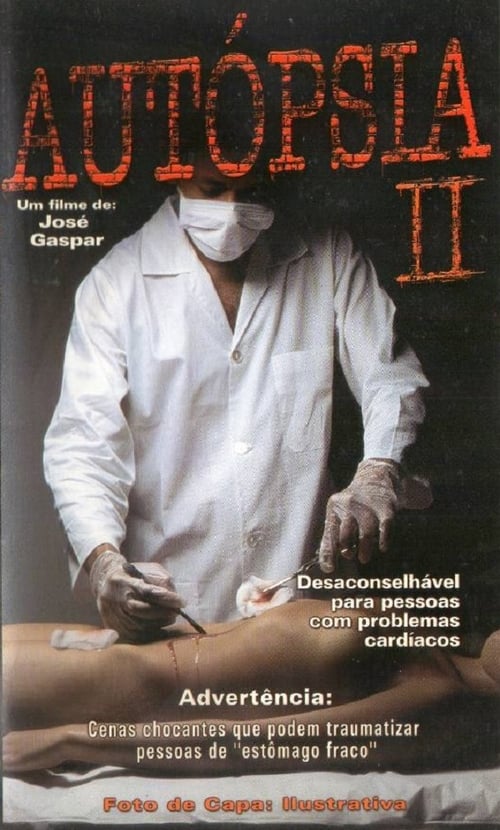 AUTÓPSIA
II
Um filme de:
José
Gaspar
Desaconselhável
para pessoas
com problemas
cardíacos
Advertência:
Cenas chocantes que podem traumatizar
pessoas de "estômago fraco"
Foto de Capa: Ilustrativa